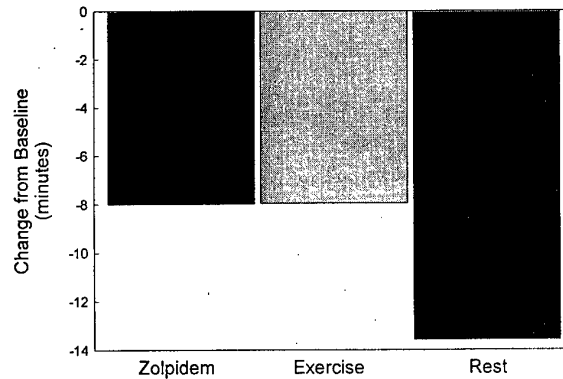 Change from Baseline
(minutes)
0
-2
-4
-6
-8
-10
-12
-14
Zolpidem
Exercise
Rest